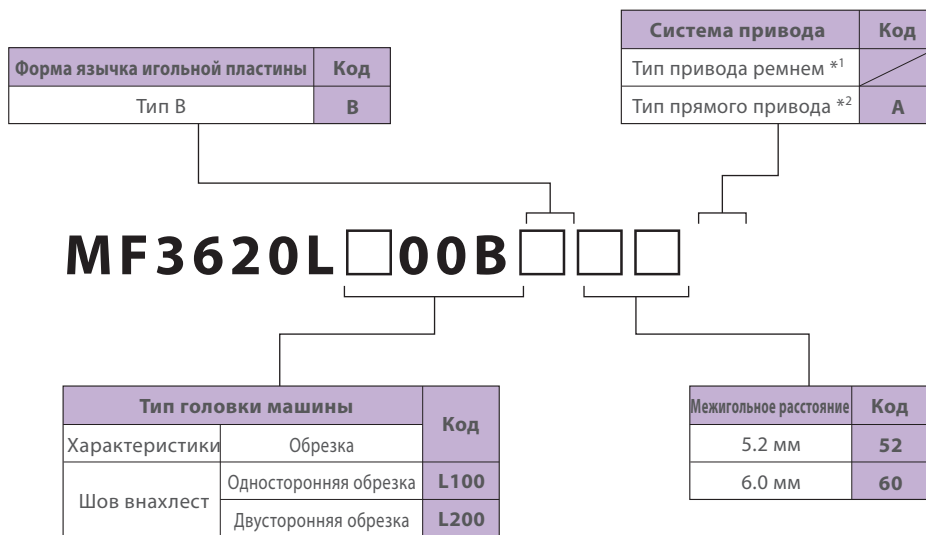 Система привода Код
Тип привода ремнем *1
Тип прямого привода *2 A
Форма язычка игольной пластины Код
Тип B B
MF3620L□00B□□□
Тип головки машины Код
Характеристики Обрезка
Шов внахлест
Односторонняя обрезка L100
Двусторонняя обрезка L200
Межигольное расстояние Код
5.2 мм 52
6.0 мм 60